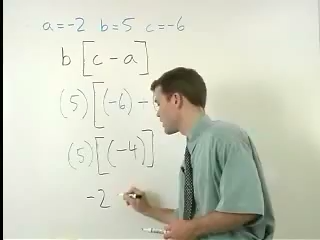 a=-2 b=5 c=-6
b[c-a]
(5)[(-6)-
(5)[(-4)]
-2